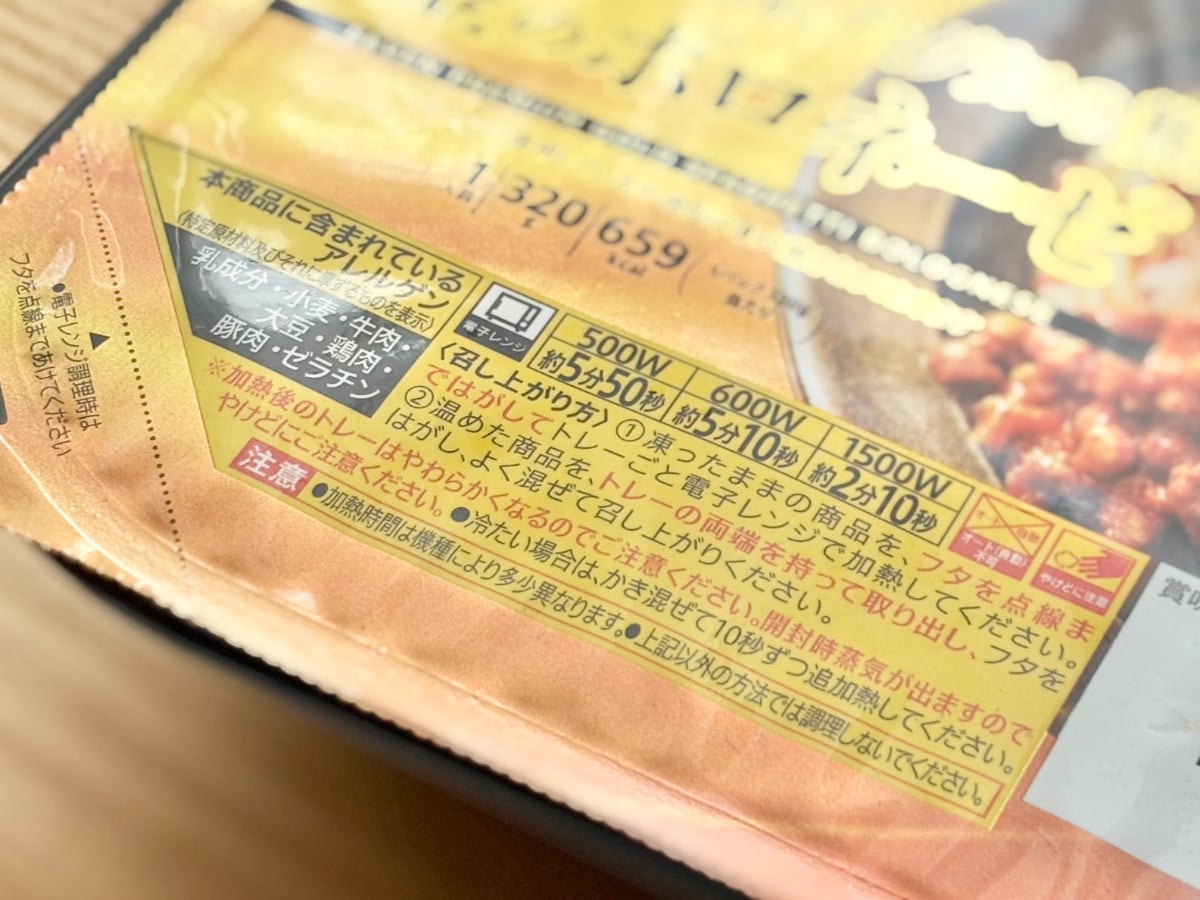 ボロネーゼ
BOLOGNESE
1人前 320g 659kcal
本商品に含まれている
アレルゲン
(特定原材料及びそれに準ずるものを表示)
乳成分・小麦・牛肉・
大豆・鶏肉・
豚肉・ゼラチン
電子レンジ
500W 600W 1500W
約5分50秒 約5分10秒 約2分10秒
オート(自動)不可
やけどに注意
〈召し上がり方〉①凍ったままの商品を、フタを点線ま
ではがしてトレーごと電子レンジで加熱してください。
②温めた商品を、トレーの両端を持って取り出し、フタを
はがし、よく混ぜて召し上がりください。
※加熱後のトレーはやわらかくなるのでご注意ください。開封時蒸気が出ますので
やけどにご注意ください。●冷たい場合は、かき混ぜて10秒ずつ追加熱してください。
注意 ●加熱時間は機種により多少異なります。●上記以外の方法では調理しないでください。
●電子レンジ調理時は
フタを点線まであけてください
賞味